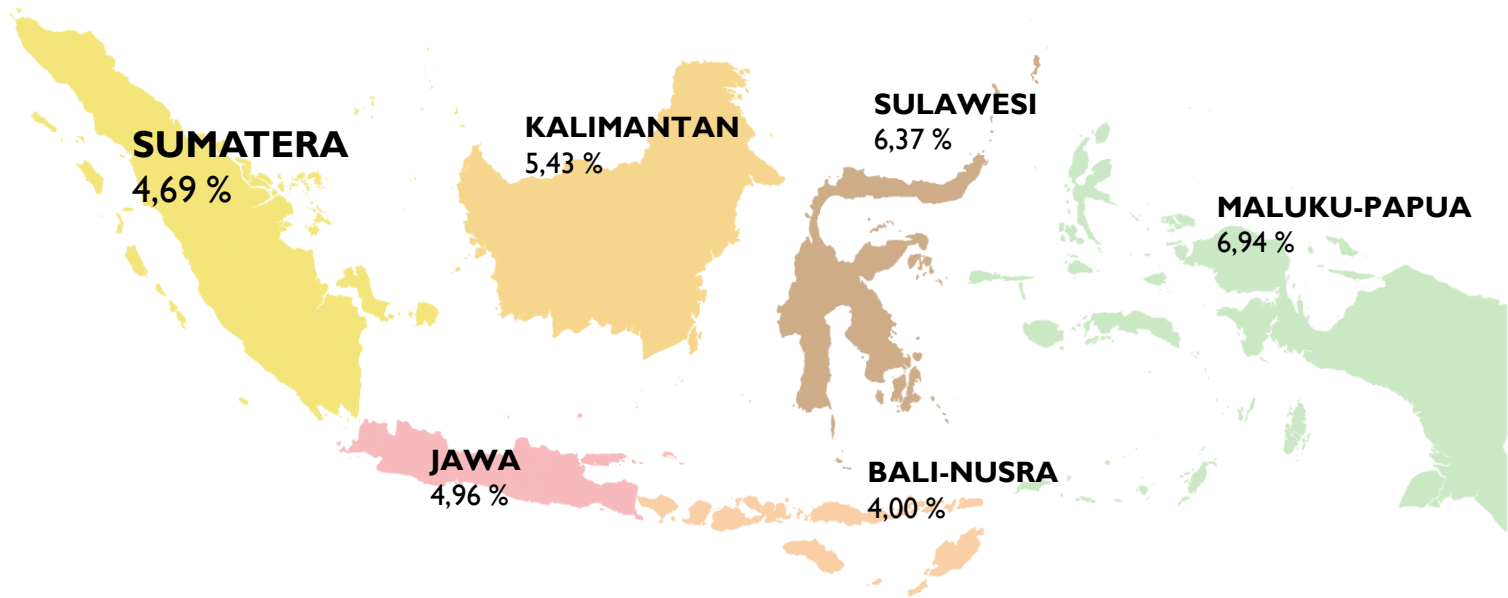 SUMATERA
4,69 %
KALIMANTAN
5,43 %
SULAWESI
6,37 %
MALUKU-PAPUA
6,94 %
JAWA
4,96 %
BALI-NUSRA
4,00 %